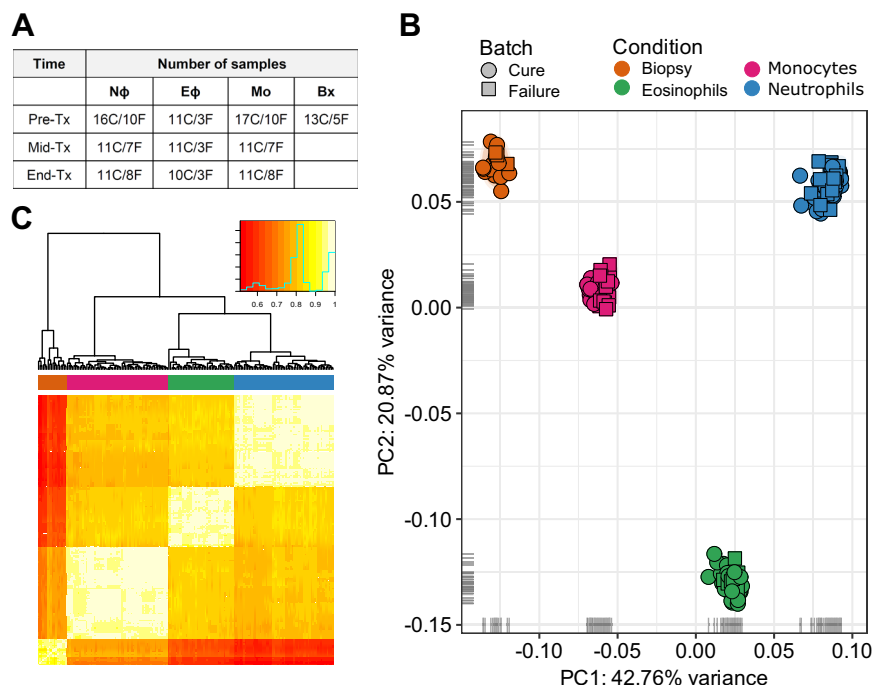 A
Time Number of samples
Nϕ Eϕ Mo Bx
Pre-Tx 16C/10F 11C/3F 17C/10F 13C/5F
Mid-Tx 11C/7F 11C/3F 11C/7F
End-Tx 11C/8F 10C/3F 11C/8F
B
Batch
Cure
Failure
Condition
Biopsy
Eosinophils
Monocytes
Neutrophils
PC2: 20.87% variance
0.05
0.00
-0.05
-0.10
-0.15
-0.10 -0.05 0.00 0.05 0.10
PC1: 42.76% variance
C
0.6 0.7 0.8 0.9 1